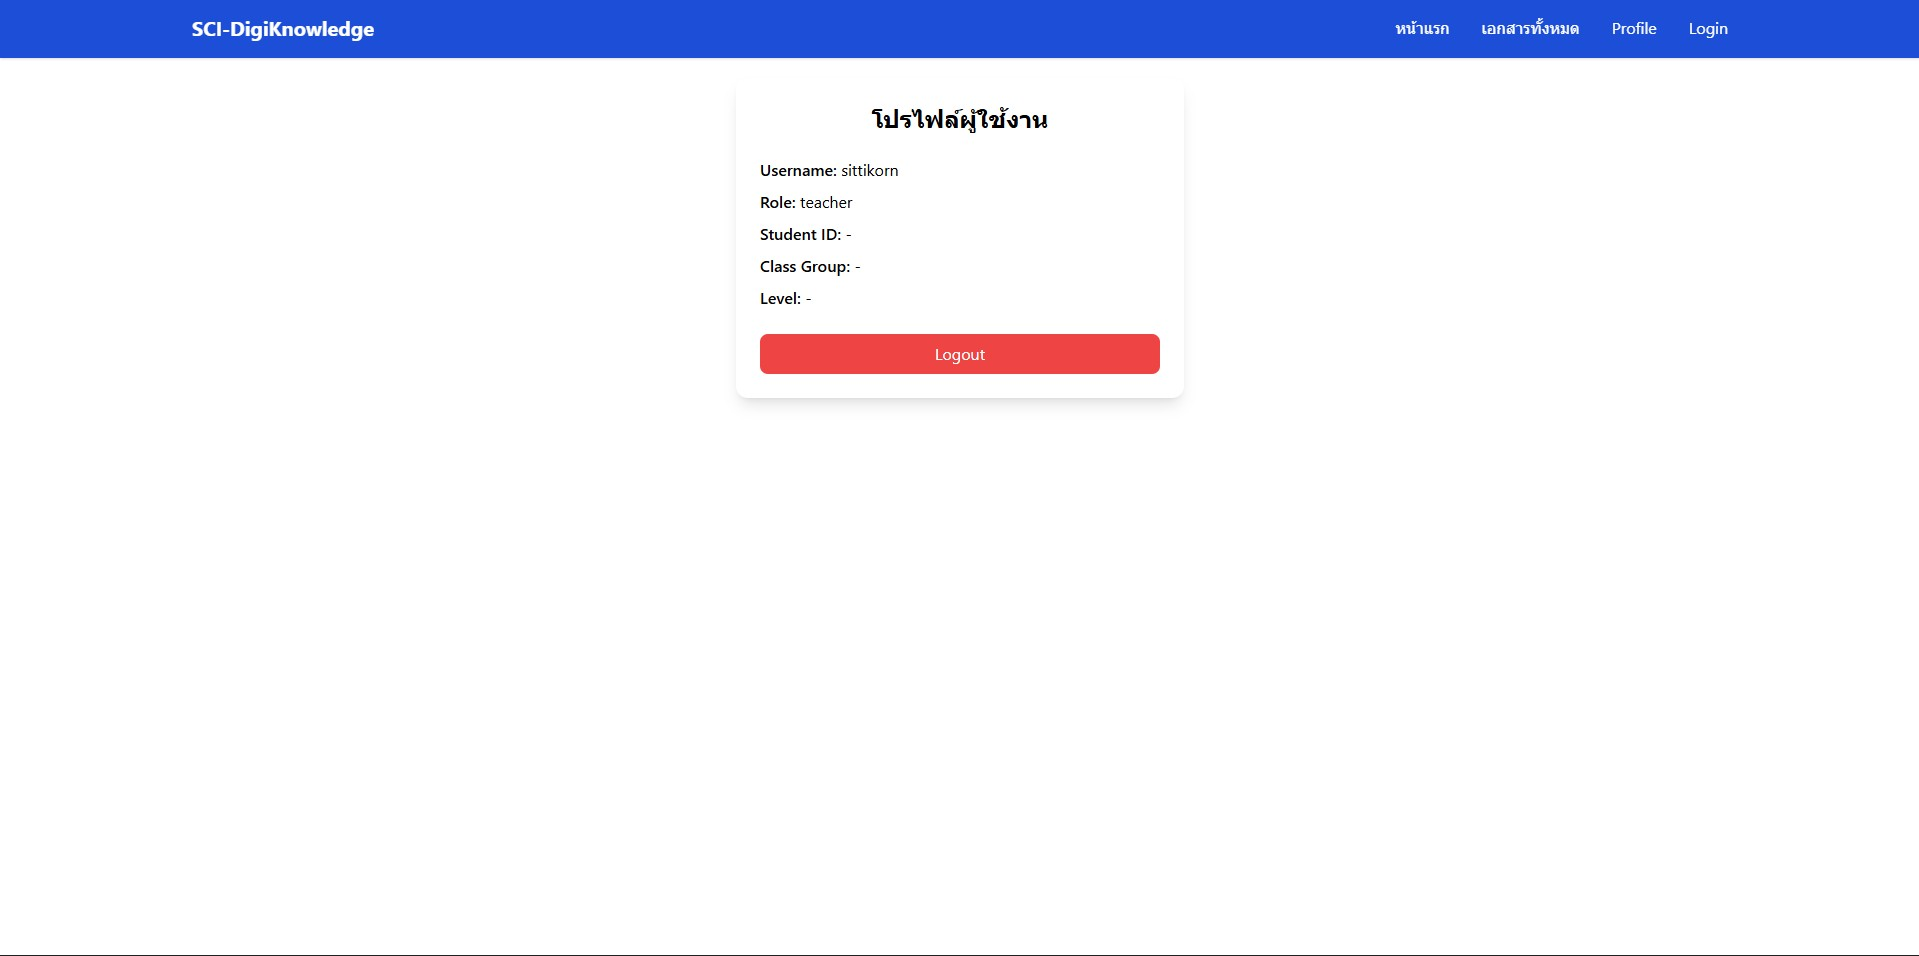 SCI-DigiKnowledge
หน้าแรก เอกสารทั้งหมด Profile Login
โปรไฟล์ผู้ใช้งาน
Username: sittikorn
Role: teacher
Student ID: -
Class Group: -
Level: -
Logout